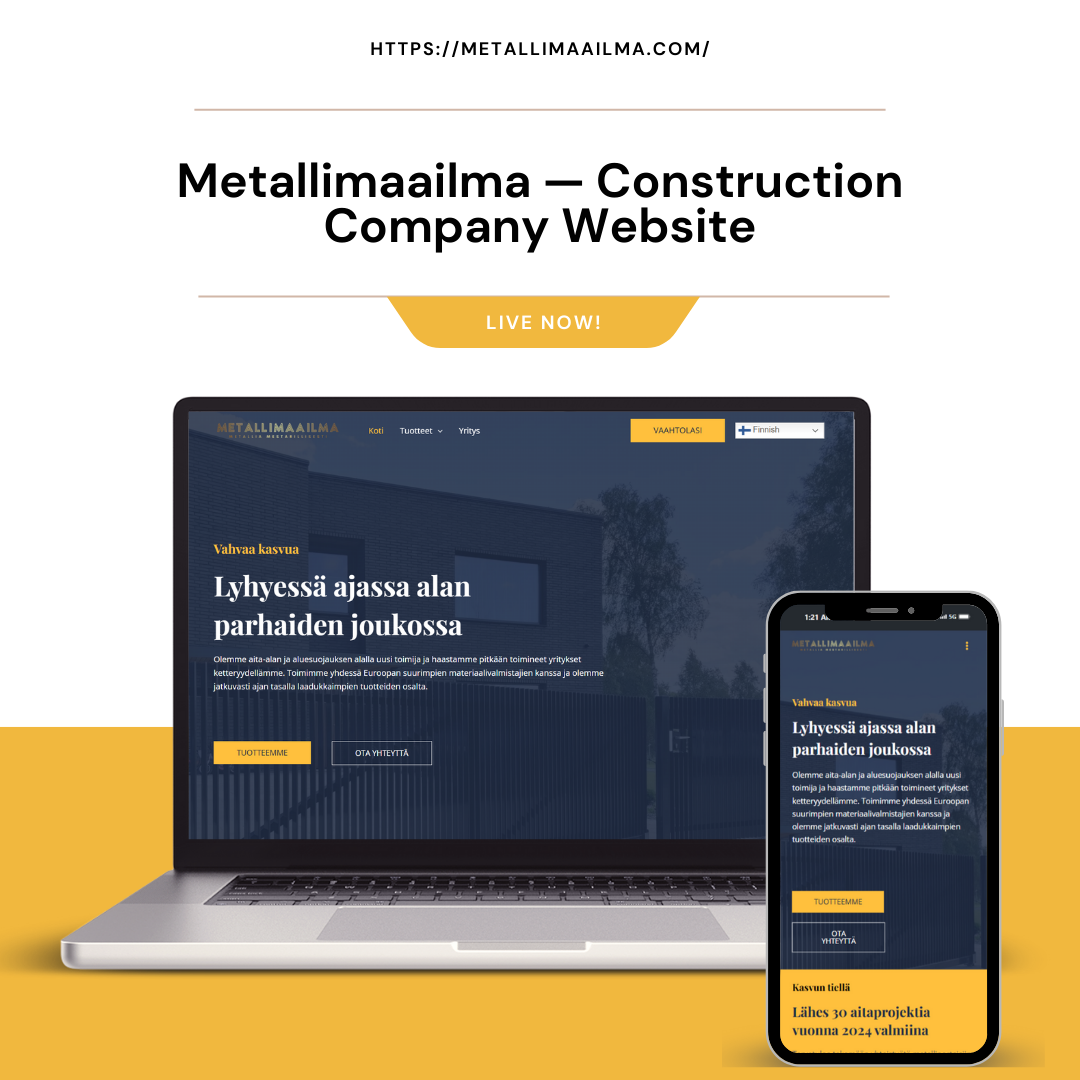 HTTPS://METALLIMAAILMA.COM/
Metallimaailma — Construction
Company Website
LIVE NOW!
METALLIMAAILMA
Koti
Tuotteet
Yritys
VAAHTOLASI
Finnish
Vahvaa kasvua
Lyhyessä ajassa alan
parhaiden joukossa
Olemme aita-alan ja aluesuojauksen alalla uusi toimija ja haastamme pitkään toimineet yritykset
ketteryydellämme. Toimimme yhdessä Euroopan suurimpien materiaalivalmistajien kanssa ja olemme
jatkuvasti ajan tasalla laadukkaimpien tuotteiden osalta.
TUOTTEEMME
OTA YHTEYTTÄ
1:21
5G
METALLIMAAILMA
Vahvaa kasvua
Lyhyessä ajassa alan
parhaiden joukossa
Olemme aita-alan ja aluesuojauksen alalla uusi
toimija ja haastamme pitkään toimineet yritykset
ketteryydellämme. Toimimme yhdessä Euroopan
suurimpien materiaalivalmistajien kanssa ja
olemme jatkuvasti ajan tasalla laadukkaimpien
tuotteiden osalta.
TUOTTEEMME
OTA
YHTEYTTÄ
Kasvun tiellä
Lähes 30 aitaprojektia
vuonna 2024 valmiina